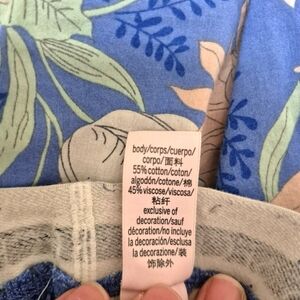 body/corps/cuerpo/
corpo/面料
55% cotton/coton/
algodón/cotone/棉
45% viscose/viscosa/
粘纤
exclusive of
decoration/sauf
décoration/no incluye
la decoración/esclusa
la decorazione/装
饰除外